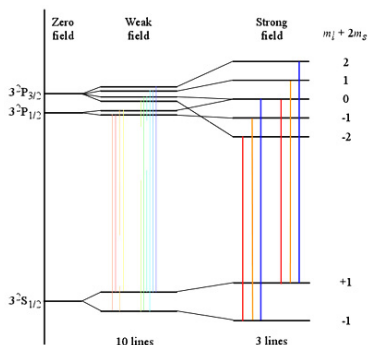 Zero field
Weak field
Strong field
m_l + 2m_s
3²P3/2
3²P1/2
3²S1/2
2
1
0
-1
-2
+1
-1
10 lines
3 lines